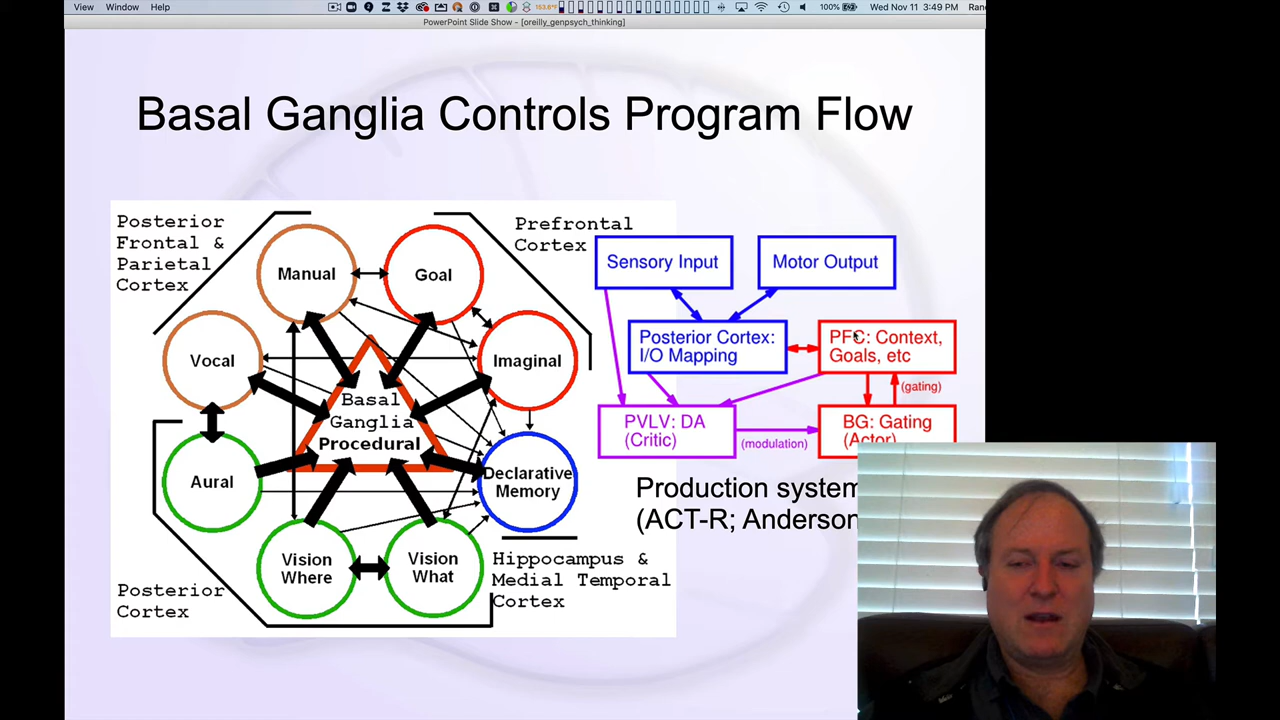 View Window Help
153.8°F
100% Wed Nov 11 3:49 PM Ran
PowerPoint Slide Show - [oreilly_genpsych_thinking]
Basal Ganglia Controls Program Flow
Posterior
Frontal &
Parietal
Cortex
Prefrontal
Cortex
Manual
Goal
Vocal
Imaginal
Basal
Ganglia
Procedural
Aural
Declarative
Memory
Vision
Where
Vision
What
Posterior
Cortex
Hippocampus &
Medial Temporal
Cortex
Sensory Input
Motor Output
Posterior Cortex:
I/O Mapping
PFC: Context,
Goals, etc
(gating)
PVLV: DA
(Critic)
(modulation)
BG: Gating
(Actor)
Production system
(ACT-R; Anderson